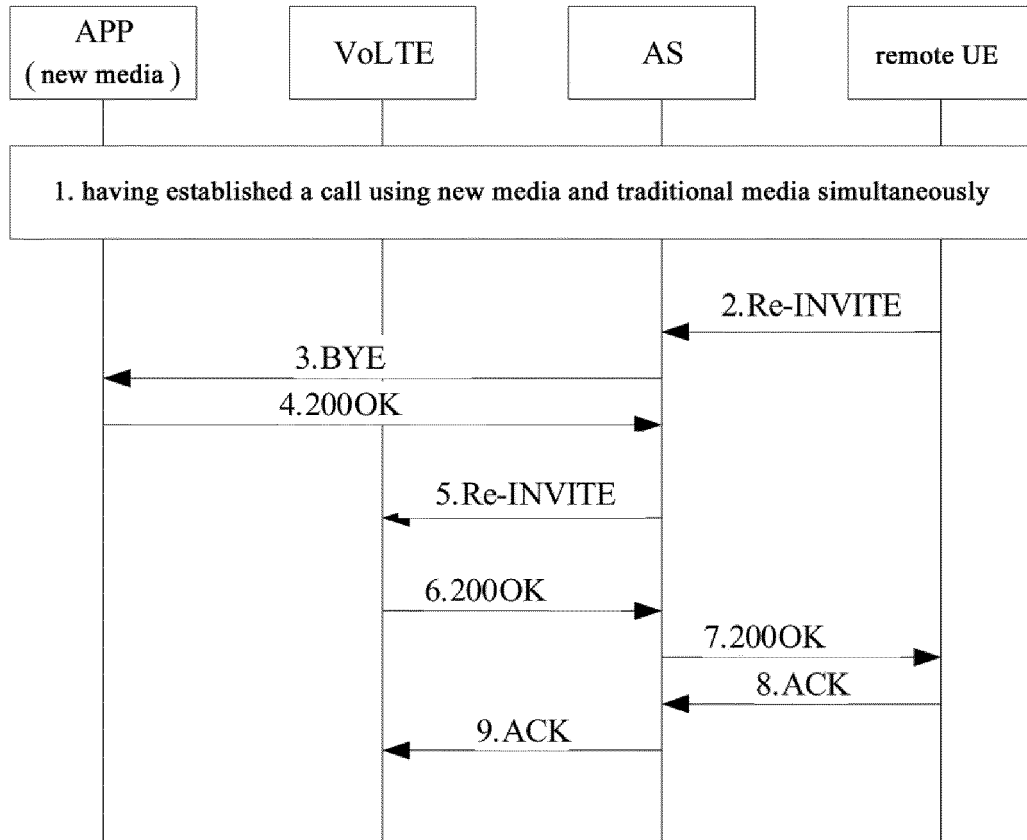 APP
( new media )
VoLTE
AS
remote UE
1. having established a call using new media and traditional media simultaneously
2.Re-INVITE
3.BYE
4.200OK
5.Re-INVITE
6.200OK
7.200OK
8.ACK
9.ACK